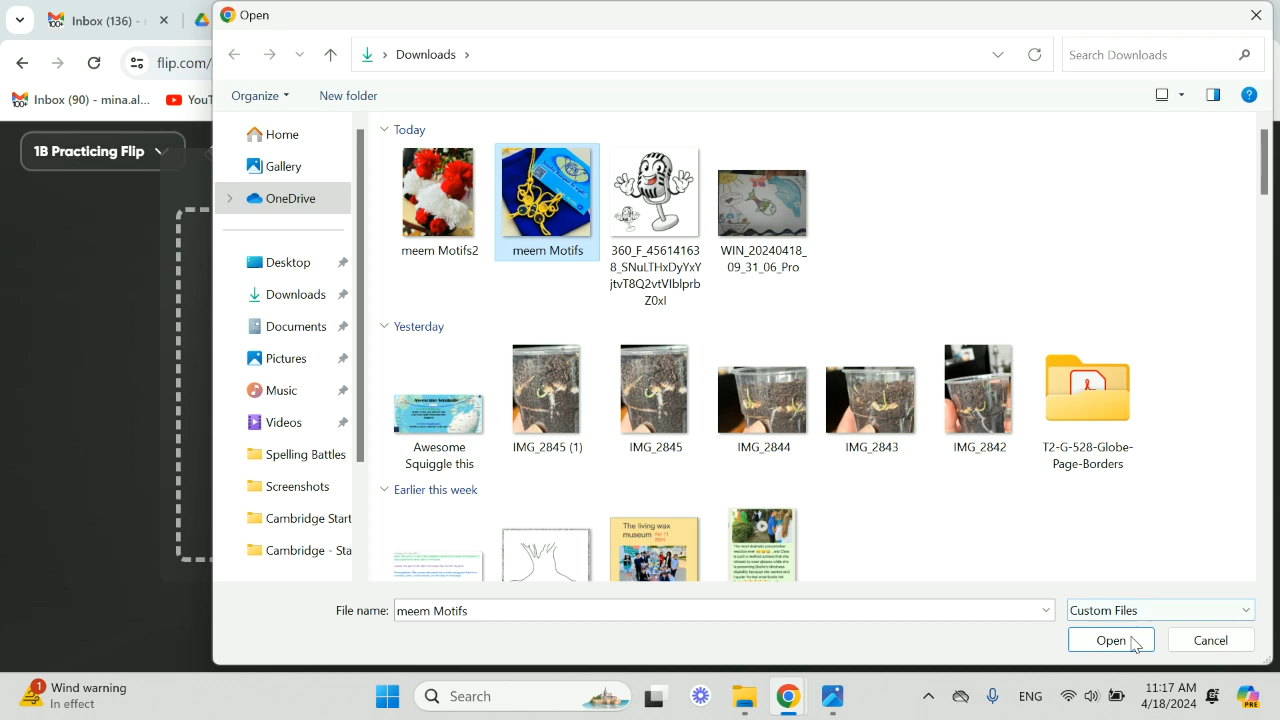 Open
Inbox (136) -
flip.com/
Downloads
Search Downloads
Inbox (90) - mina.al...
YouT
Organize
New folder
1B Practicing Flip
Home
Gallery
OneDrive
Desktop
Downloads
Documents
Pictures
Music
Videos
Spelling Battles
Screenshots
Cambridge Start
Cambridge - Sta
Today
meem Motifs2
meem Motifs
360_F_45614163
8_SNuLTHxDyYxY
jtvT8Q2vtVIblprb
Z0xl
WIN_20240418_
09_31_06_Pro
Yesterday
Awesome
Squiggle this
IMG_2845 (1)
IMG_2845
IMG_2844
IMG_2843
IMG_2842
T2-G-528-Globe-
Page-Borders
Earlier this week
The living wax
museum Apr 11
File name:
meem Motifs
Custom Files
Open
Cancel
Wind warning
In effect
1
Search
ENG
11:17 AM
4/18/2024
PRE